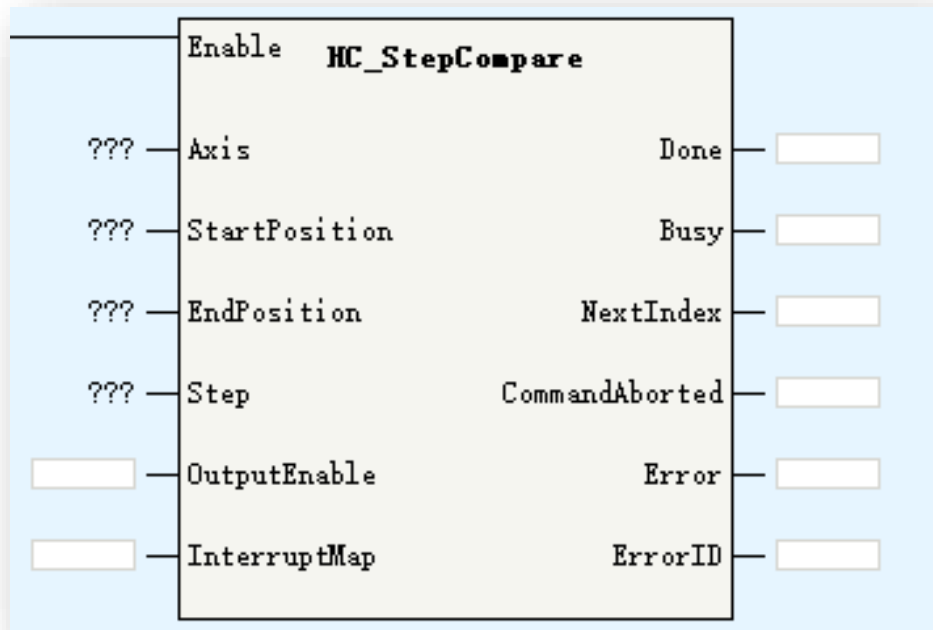 Enable
HC_StepCompare
??? Axis Done
??? StartPosition Busy
??? EndPosition NextIndex
??? Step CommandAborted
OutputEnable Error
InterruptMap ErrorID